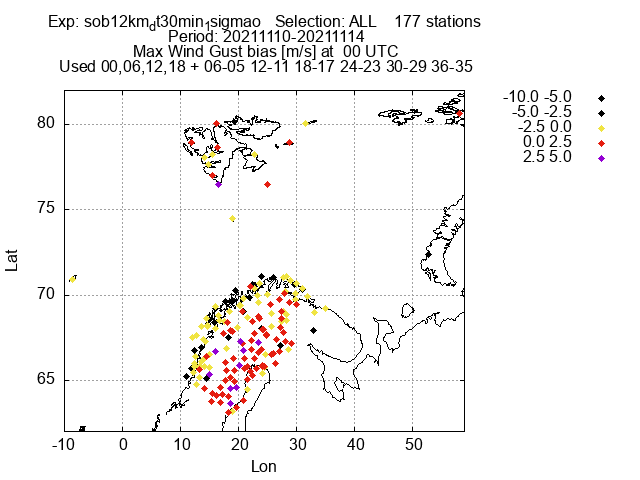 Exp: sob12km_dt30min_1sigmao   Selection: ALL    177 stations
Period: 20211110-20211114
Max Wind Gust bias [m/s] at  00 UTC
Used 00,06,12,18 + 06-05 12-11 18-17 24-23 30-29 36-35
-10.0 -5.0
-5.0 -2.5
-2.5 0.0
0.0 2.5
2.5 5.0
80
75
70
65
Lat
-10 0 10 20 30 40 50
Lon